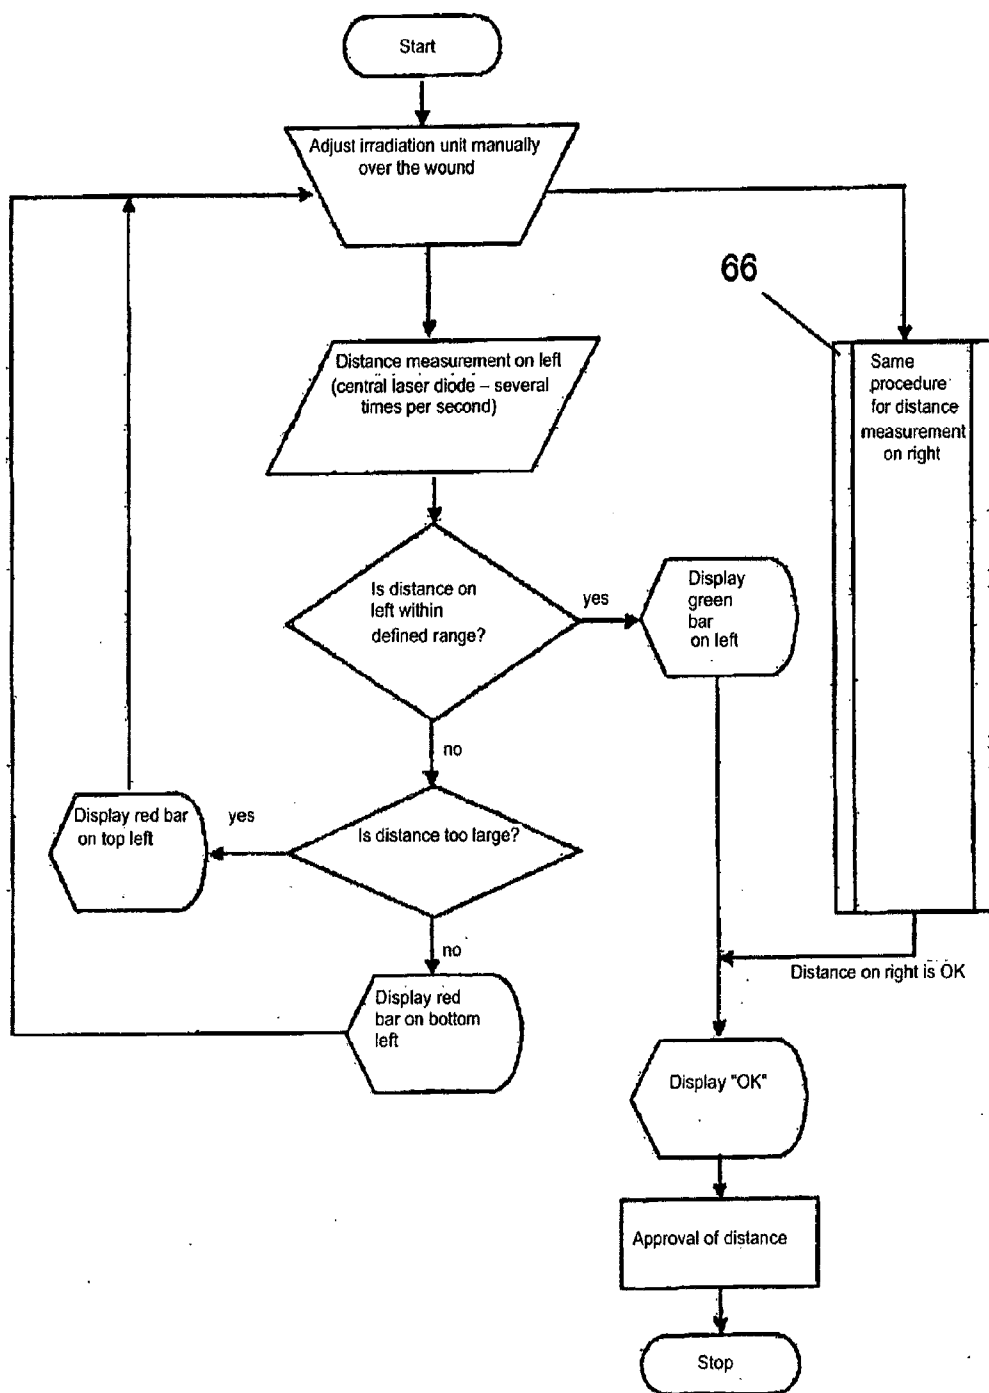 Start
Adjust irradiation unit manually
over the wound
66
Distance measurement on left
(central laser diode – several
times per second)
Same
procedure
for distance
measurement
on right
Is distance on
left within
defined range?
yes
Display
green
bar
on left
no
Display red bar
on top left
yes
Is distance too large?
no
Distance on right is OK
Display red
bar on bottom
left
Display "OK"
Approval of distance
Stop